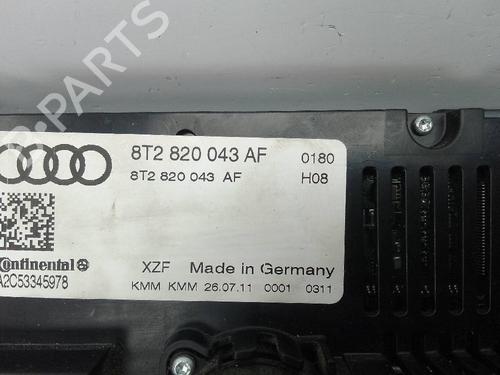 B-PARTS
8T2 820 043 AF 0180
8T2 820 043 AF H08
Continental
A2C53345978
XZF Made in Germany
KMM KMM 26.07.11 0001 0311